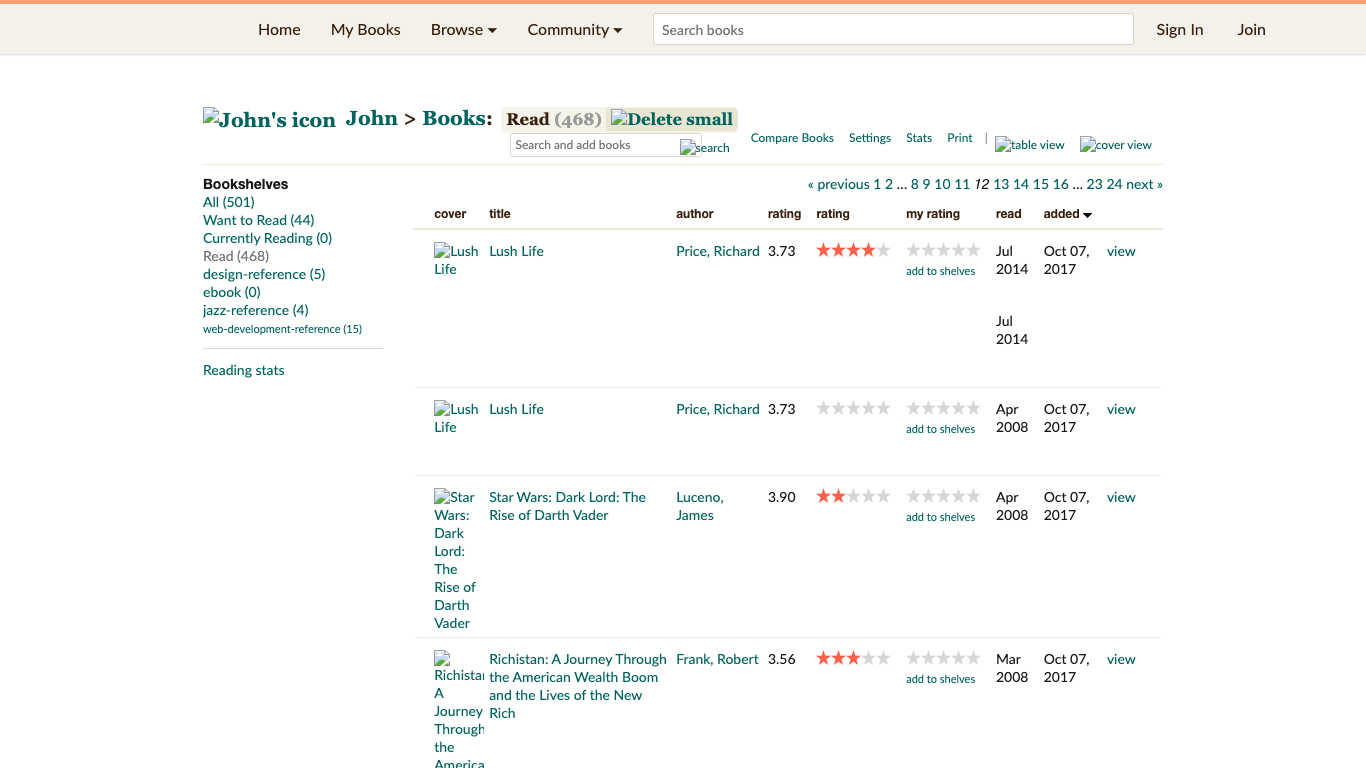 Home My Books Browse Community Search books Sign In Join
John's icon John > Books: Read (468) Delete small
Search and add books search Compare Books Settings Stats Print | table view cover view
Bookshelves
All (501)
Want to Read (44)
Currently Reading (0)
Read (468)
design-reference (5)
ebook (0)
jazz-reference (4)
web-development-reference (15)
Reading stats
« previous 1 2 … 8 9 10 11 12 13 14 15 16 … 23 24 next »
cover title author rating rating my rating read added
Lush Life Lush Life Price, Richard 3.73 add to shelves Jul 2014 Jul 2014 Oct 07, 2017 view
Lush Life Lush Life Price, Richard 3.73 add to shelves Apr 2008 Oct 07, 2017 view
Star Wars: Dark Lord: The Rise of Darth Vader Star Wars: Dark Lord: The Rise of Darth Vader Luceno, James 3.90 add to shelves Apr 2008 Oct 07, 2017 view
Richistan: A Journey Through the America Richistan: A Journey Through the American Wealth Boom and the Lives of the New Rich Frank, Robert 3.56 add to shelves Mar 2008 Oct 07, 2017 view